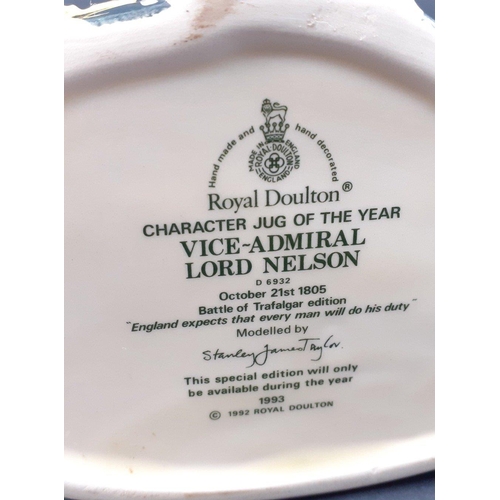 Hand made and hand decorated
MADE IN ENGLAND
ROYAL DOULTON
ENGLAND
Royal Doulton®
CHARACTER JUG OF THE YEAR
VICE~ADMIRAL
LORD NELSON
D 6932
October 21st 1805
Battle of Trafalgar edition
"England expects that every man will do his duty"
Modelled by
Stanley James Taylor.
This special edition will only
be available during the year
1993
© 1992 ROYAL DOULTON